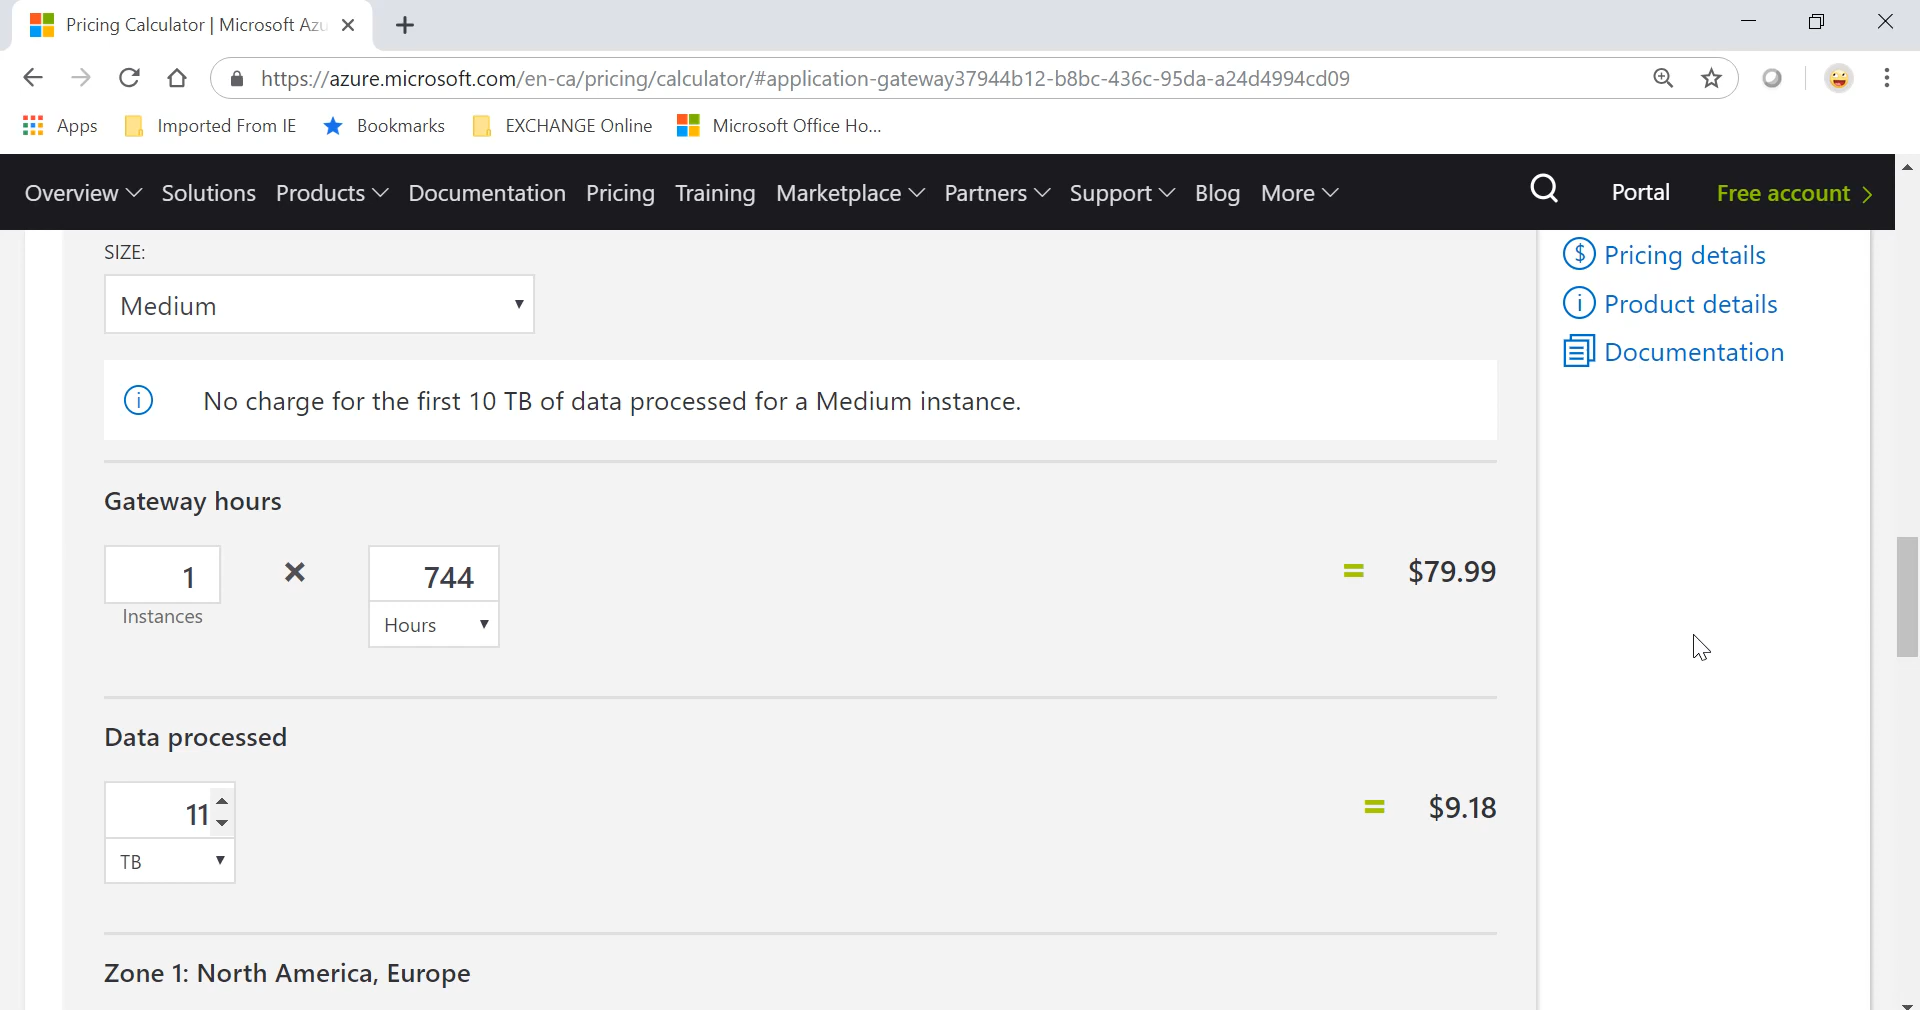 Pricing Calculator | Microsoft Azu
https://azure.microsoft.com/en-ca/pricing/calculator/#application-gateway37944b12-b8bc-436c-95da-a24d4994cd09
Apps Imported From IE Bookmarks EXCHANGE Online Microsoft Office Ho...
Overview Solutions Products Documentation Pricing Training Marketplace Partners Support Blog More Portal Free account
SIZE:
Medium
Pricing details
Product details
Documentation
No charge for the first 10 TB of data processed for a Medium instance.
Gateway hours
1 × 744 = $79.99
Instances
Hours
Data processed
11 = $9.18
TB
Zone 1: North America, Europe